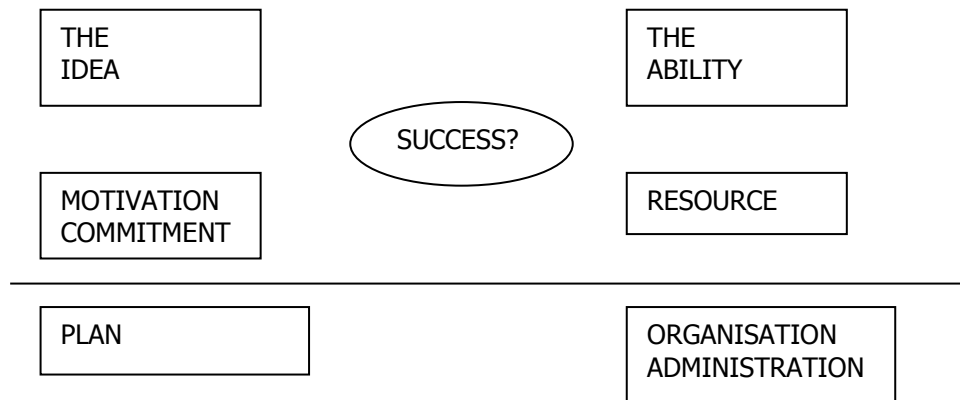 THE
IDEA
THE
ABILITY
SUCCESS?
MOTIVATION
COMMITMENT
RESOURCE
PLAN
ORGANISATION
ADMINISTRATION